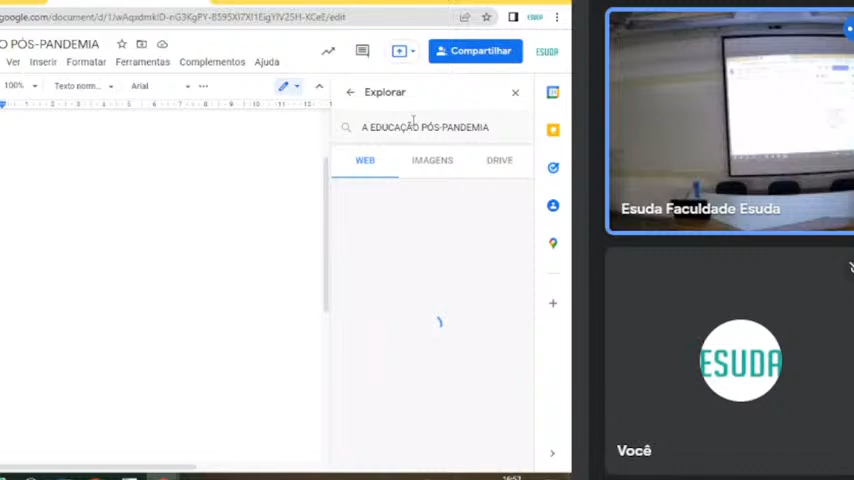 google.com/document/d/1JwAqxdmkID-nG3KgPY-8595Xl7Xl1EigYlV25H-XCeE/edit
O PÓS-PANDEMIA
Compartilhar
ESUDA
Ver Inserir Formatar Ferramentas Complementos Ajuda
100% Texto norm... Arial
Explorar
A EDUCAÇÃO PÓS-PANDEMIA
WEB IMAGENS DRIVE
Esuda Faculdade Esuda
ESUDA
Você